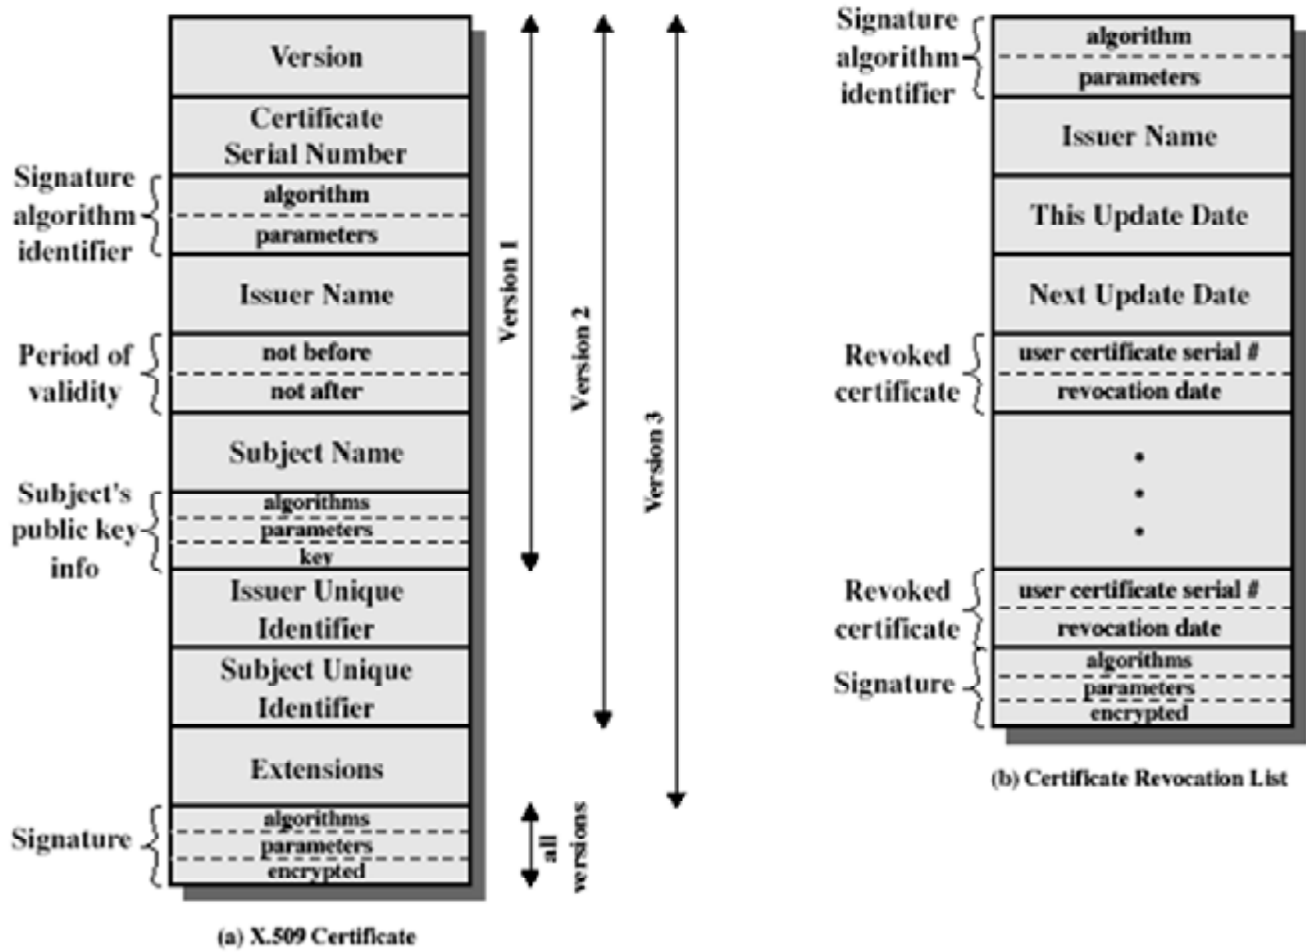 Version
Certificate
Serial Number
Signature
algorithm
identifier
algorithm
parameters
Issuer Name
Period of
validity
not before
not after
Subject Name
Subject's
public key
info
algorithms
parameters
key
Issuer Unique
Identifier
Subject Unique
Identifier
Extensions
Signature
algorithms
parameters
encrypted
Version 1
Version 2
Version 3
all
versions
(a) X.509 Certificate
Signature
algorithm
identifier
algorithm
parameters
Issuer Name
This Update Date
Next Update Date
Revoked
certificate
user certificate serial #
revocation date
Revoked
certificate
user certificate serial #
revocation date
Signature
algorithms
parameters
encrypted
(b) Certificate Revocation List